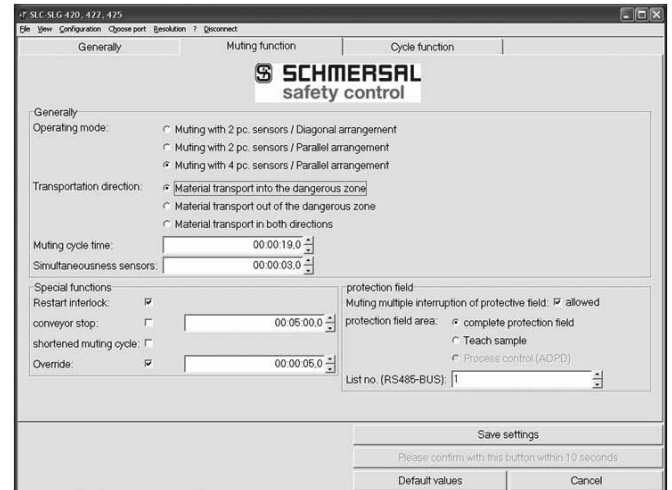 SLC-SLG 420, 422, 425
File View Configuration Choose port Resolution ? Disconnect
Generally Muting function Cycle function
SCHMERSAL
safety control
Generally
Operating mode: Muting with 2 pc. sensors / Diagonal arrangement
Muting with 2 pc. sensors / Parallel arrangement
Muting with 4 pc. sensors / Parallel arrangement
Transportation direction: Material transport into the dangerous zone
Material transport out of the dangerous zone
Material transport in both directions
Muting cycle time: 00:00:19,0
Simultaneousness sensors: 00:00:03,0
Special functions
Restart interlock:
conveyor stop: 00:05:00,0
shortened muting cycle:
Override: 00:00:05,0
protection field
Muting multiple interruption of protective field: allowed
protection field area: complete protection field
Teach sample
Process control (AOPD)
List no. (RS485-BUS): 1
Save settings
Please confirm with this button within 10 seconds
Default values Cancel